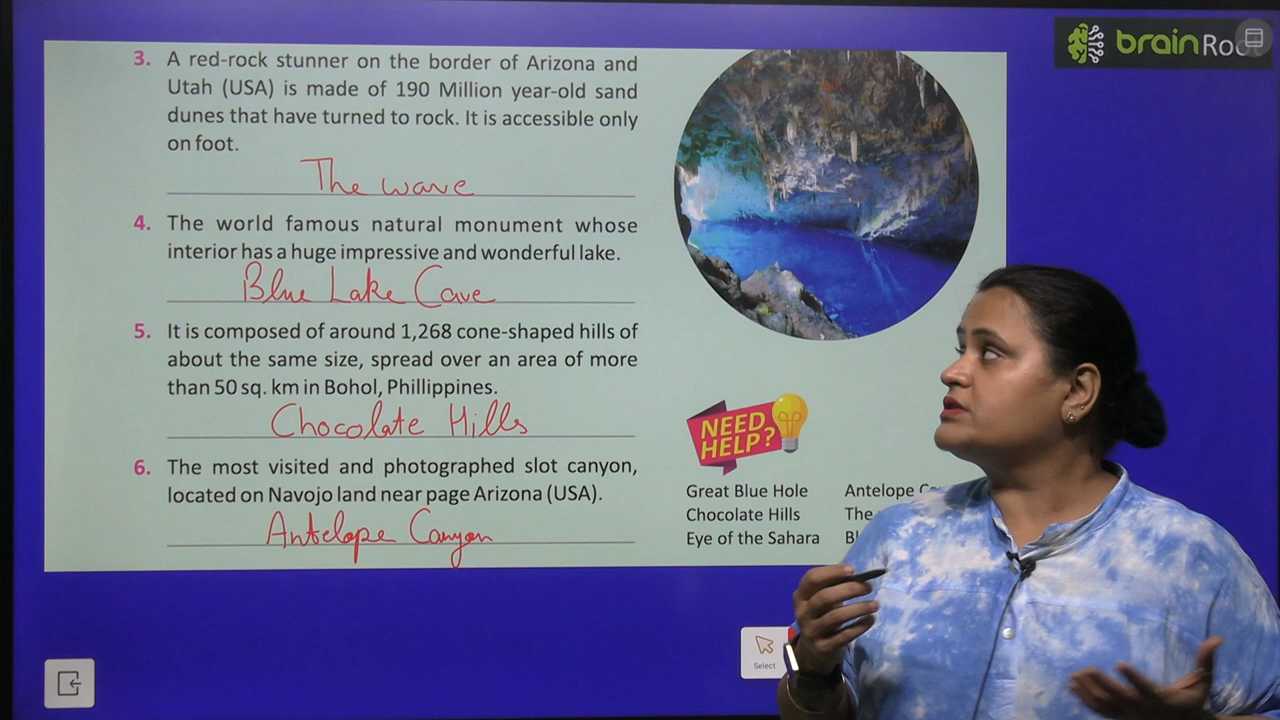 brainRoo
3. A red-rock stunner on the border of Arizona and
Utah (USA) is made of 190 Million year-old sand
dunes that have turned to rock. It is accessible only
on foot.
The wave
4. The world famous natural monument whose
interior has a huge impressive and wonderful lake.
Blue Lake Cave
5. It is composed of around 1,268 cone-shaped hills of
about the same size, spread over an area of more
than 50 sq. km in Bohol, Phillippines.
Chocolate Hills
6. The most visited and photographed slot canyon,
located on Navojo land near page Arizona (USA).
Antelope Canyon
NEED
HELP?
Great Blue Hole Antelope
Chocolate Hills The
Eye of the Sahara
Select